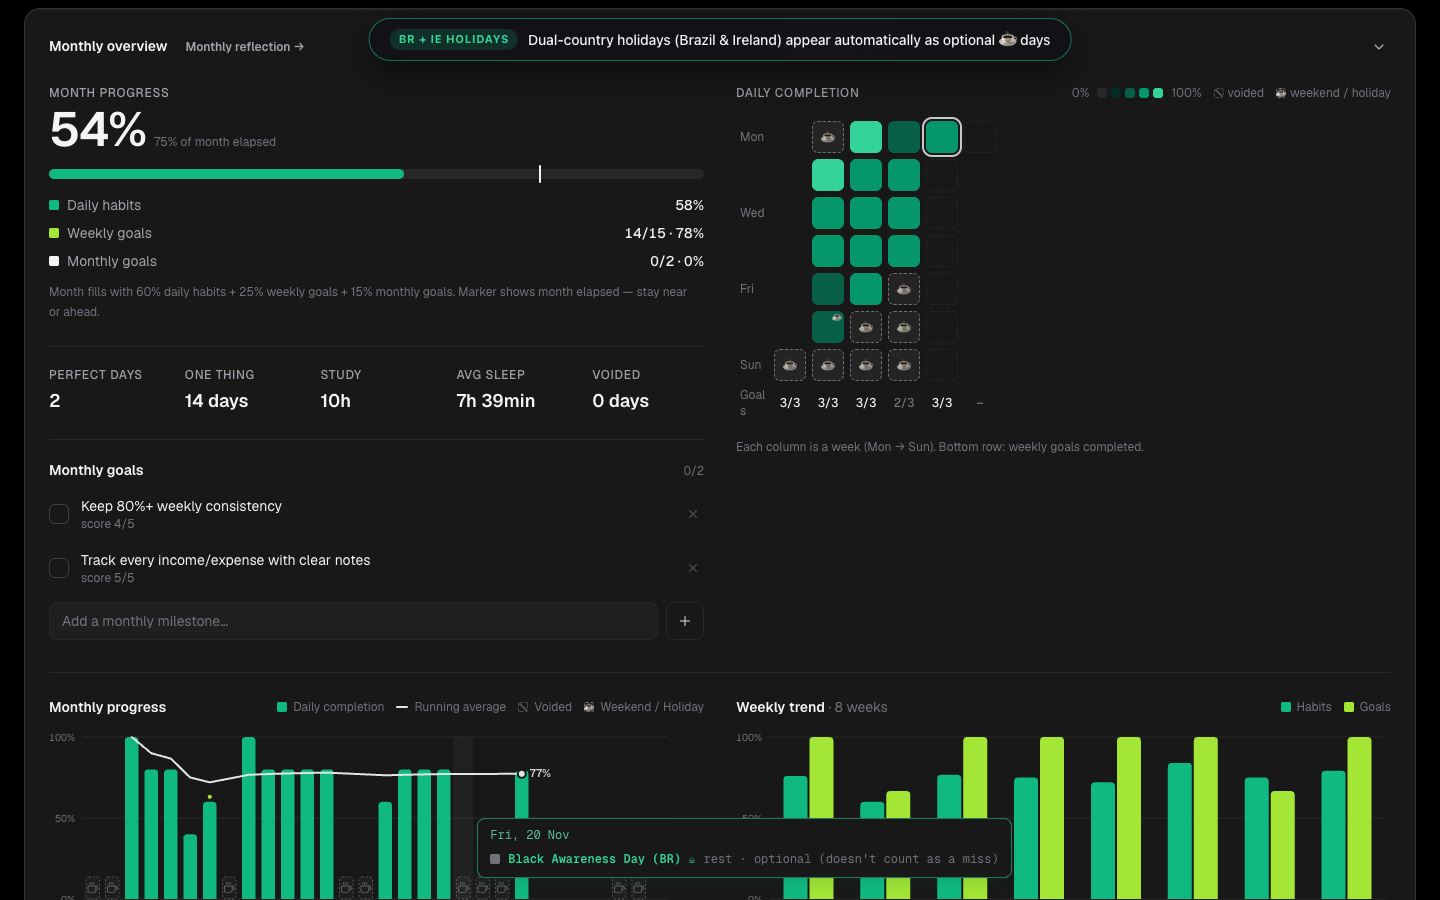 Monthly overview
Monthly reflection →
BR + IE HOLIDAYS
Dual-country holidays (Brazil & Ireland) appear automatically as optional ☕ days
MONTH PROGRESS
54% 75% of month elapsed
Daily habits 58%
Weekly goals 14/15 · 78%
Monthly goals 0/2 · 0%
Month fills with 60% daily habits + 25% weekly goals + 15% monthly goals. Marker shows month elapsed — stay near
or ahead.
PERFECT DAYS ONE THING STUDY AVG SLEEP VOIDED
2 14 days 10h 7h 39min 0 days
Monthly goals 0/2
Keep 80%+ weekly consistency
score 4/5
Track every income/expense with clear notes
score 5/5
Add a monthly milestone…
DAILY COMPLETION
0% 100% voided weekend / holiday
Mon
Wed
Fri
Sun
Goal
s
3/3 3/3 3/3 2/3 3/3 –
Each column is a week (Mon → Sun). Bottom row: weekly goals completed.
Monthly progress
Daily completion Running average Voided Weekend / Holiday
100%
77%
50%
0%
Weekly trend · 8 weeks
Habits Goals
100%
50%
0%
Fri, 20 Nov
Black Awareness Day (BR) ☕ rest · optional (doesn't count as a miss)